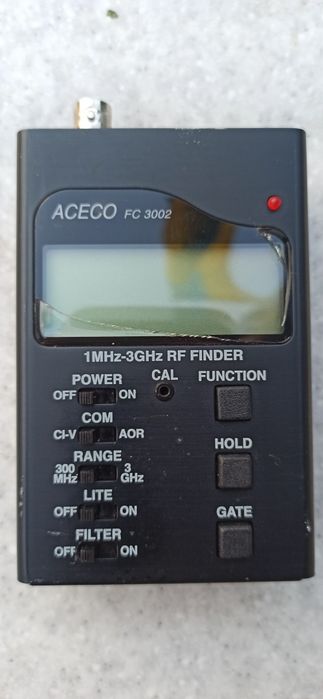 ACECO FC 3002
1MHz-3GHz RF FINDER
POWER
OFF ON
CAL
FUNCTION
COM
CI-V AOR
HOLD
RANGE
300 MHz 3 GHz
LITE
OFF ON
GATE
FILTER
OFF ON